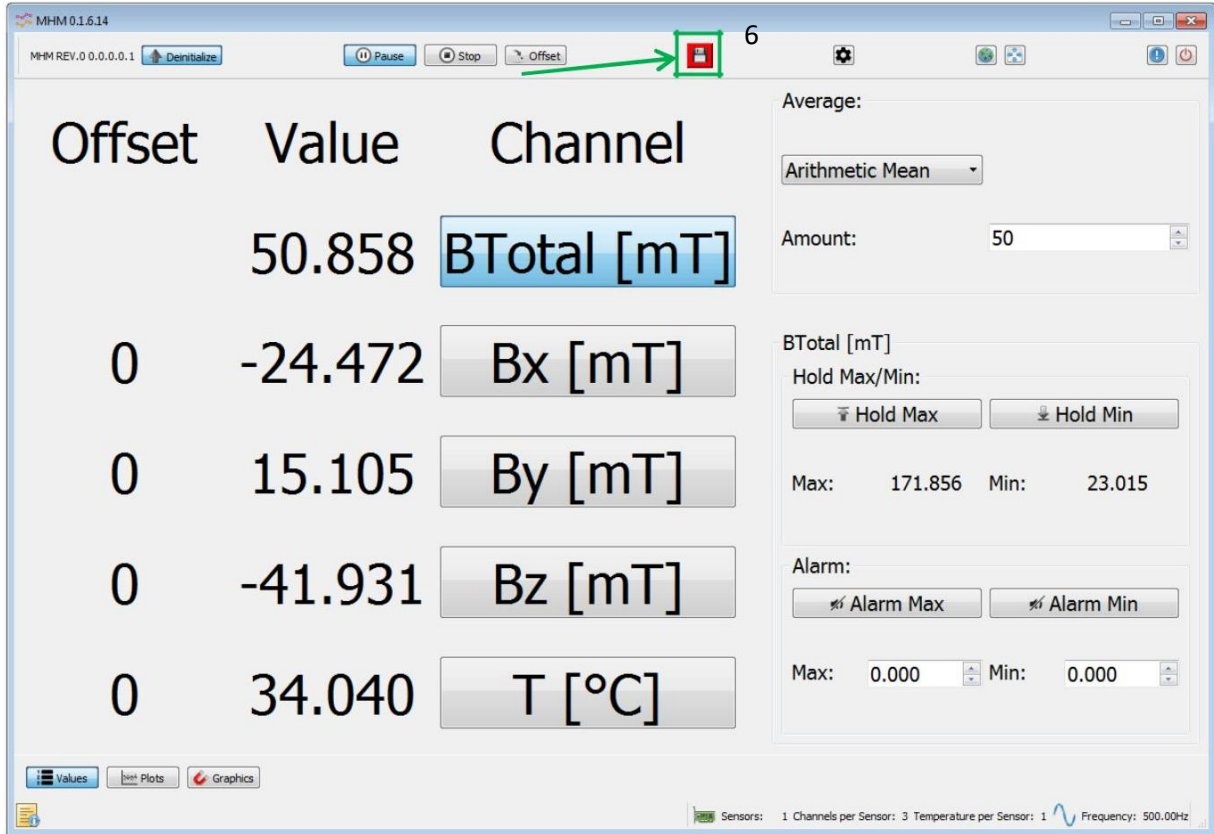 MHM 0.1.6.14
MHM REV.0 0.0.0.0.1 Deinitialize Pause Stop Offset 6
Offset Value Channel
50.858 BTotal [mT]
0 -24.472 Bx [mT]
0 15.105 By [mT]
0 -41.931 Bz [mT]
0 34.040 T [°C]
Average:
Arithmetic Mean
Amount: 50
BTotal [mT]
Hold Max/Min:
Hold Max Hold Min
Max: 171.856 Min: 23.015
Alarm:
Alarm Max Alarm Min
Max: 0.000 Min: 0.000
Values Plots Graphics
Sensors: 1 Channels per Sensor: 3 Temperature per Sensor: 1 Frequency: 500.00Hz